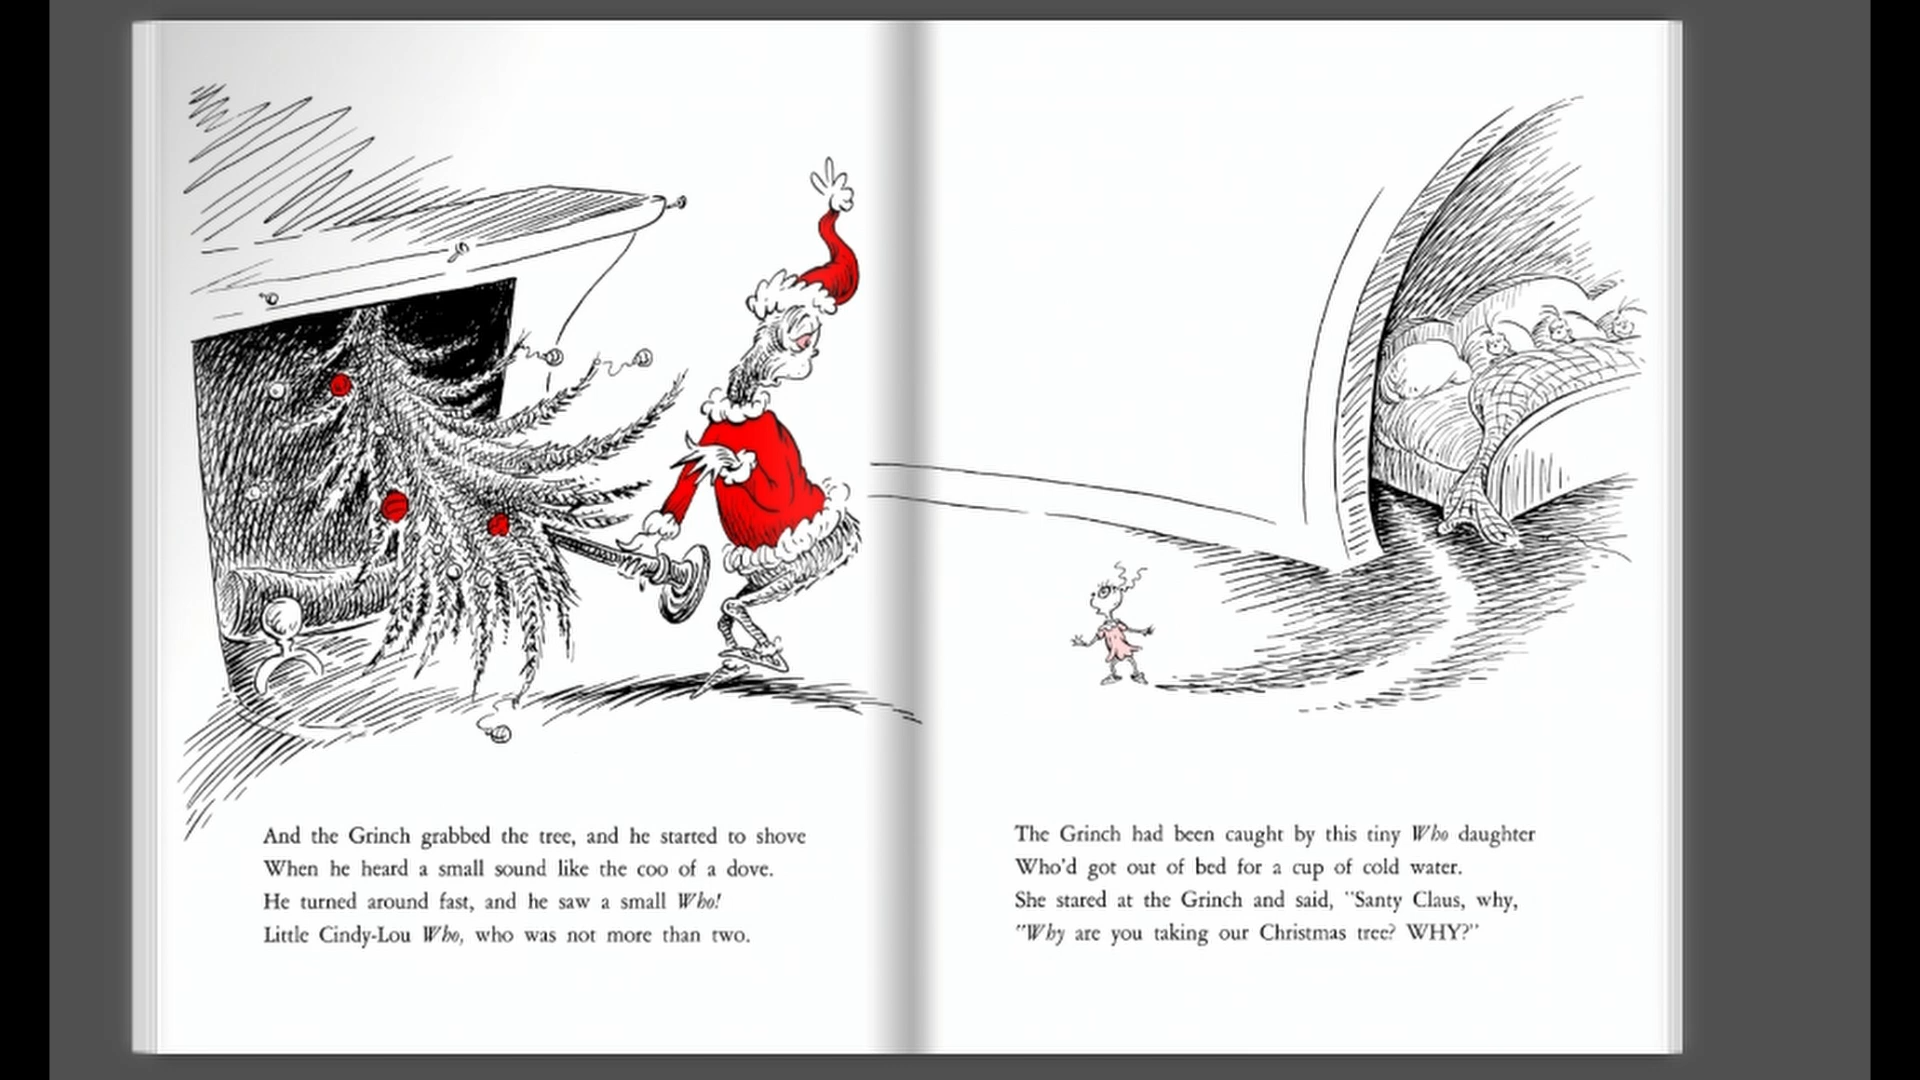 And the Grinch grabbed the tree, and he started to shove
When he heard a small sound like the coo of a dove.
He turned around fast, and he saw a small Who!
Little Cindy-Lou Who, who was not more than two.
The Grinch had been caught by this tiny Who daughter
Who'd got out of bed for a cup of cold water.
She stared at the Grinch and said, "Santy Claus, why,
"Why are you taking our Christmas tree? WHY?"